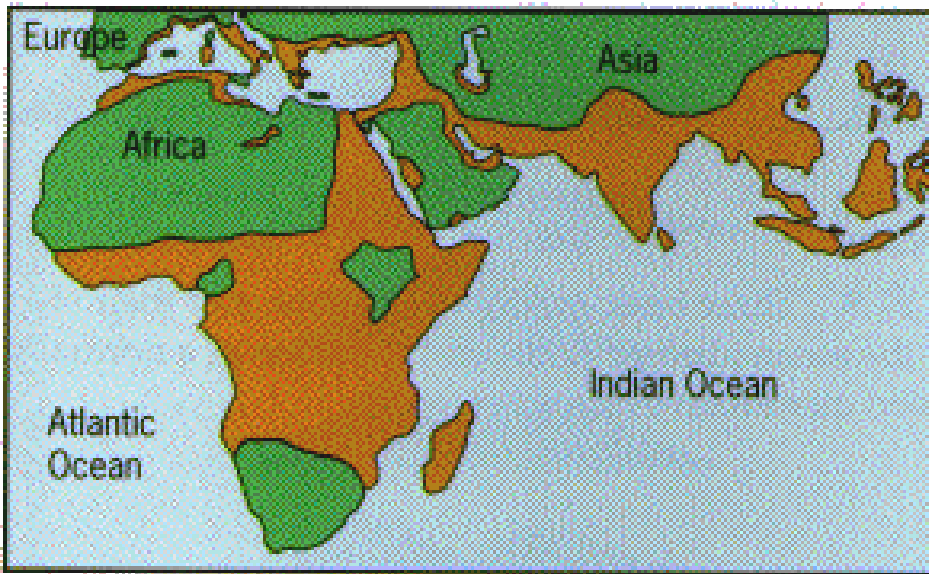 Europe
Asia
Africa
Indian Ocean
Atlantic
Ocean